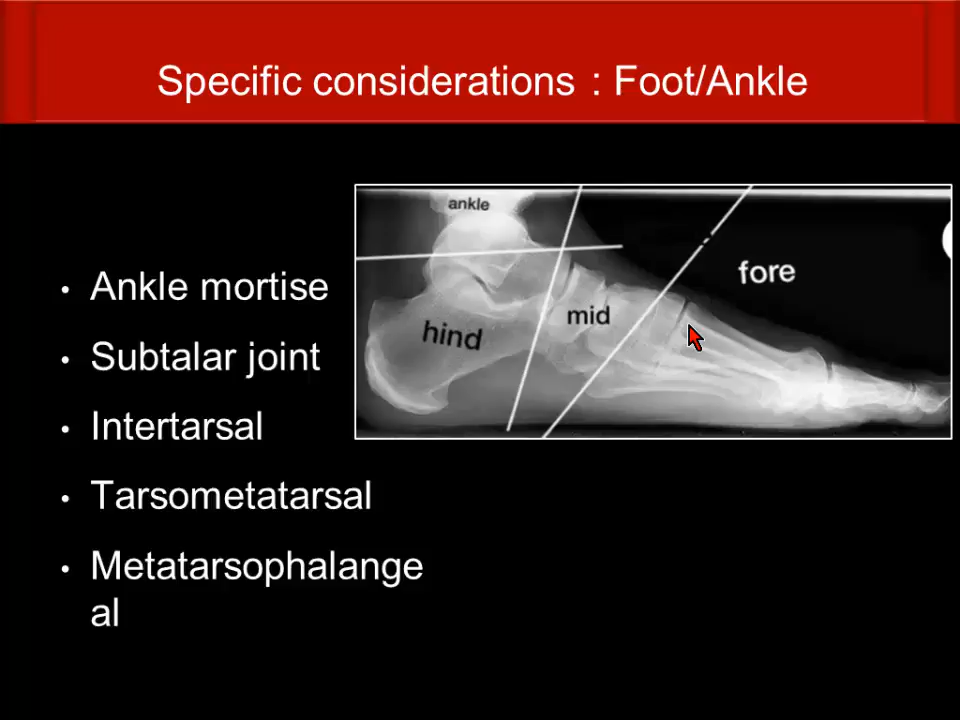 Specific considerations : Foot/Ankle
ankle
fore
mid
hind
• Ankle mortise
• Subtalar joint
• Intertarsal
• Tarsometatarsal
• Metatarsophalange
al